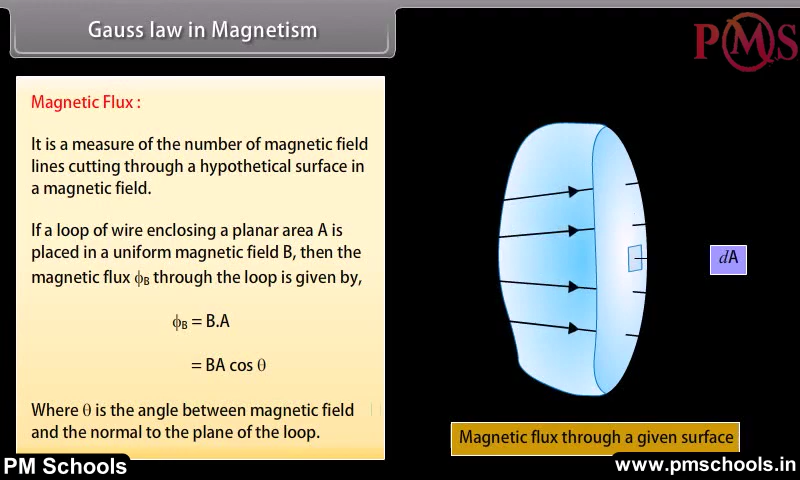 Gauss law in Magnetism
PMS
Magnetic Flux :
It is a measure of the number of magnetic field
lines cutting through a hypothetical surface in
a magnetic field.
If a loop of wire enclosing a planar area A is
placed in a uniform magnetic field B, then the
magnetic flux ϕB through the loop is given by,
ϕB = B.A
= BA cos θ
Where θ is the angle between magnetic field
and the normal to the plane of the loop.
dA
Magnetic flux through a given surface
PM Schools
www.pmschools.in